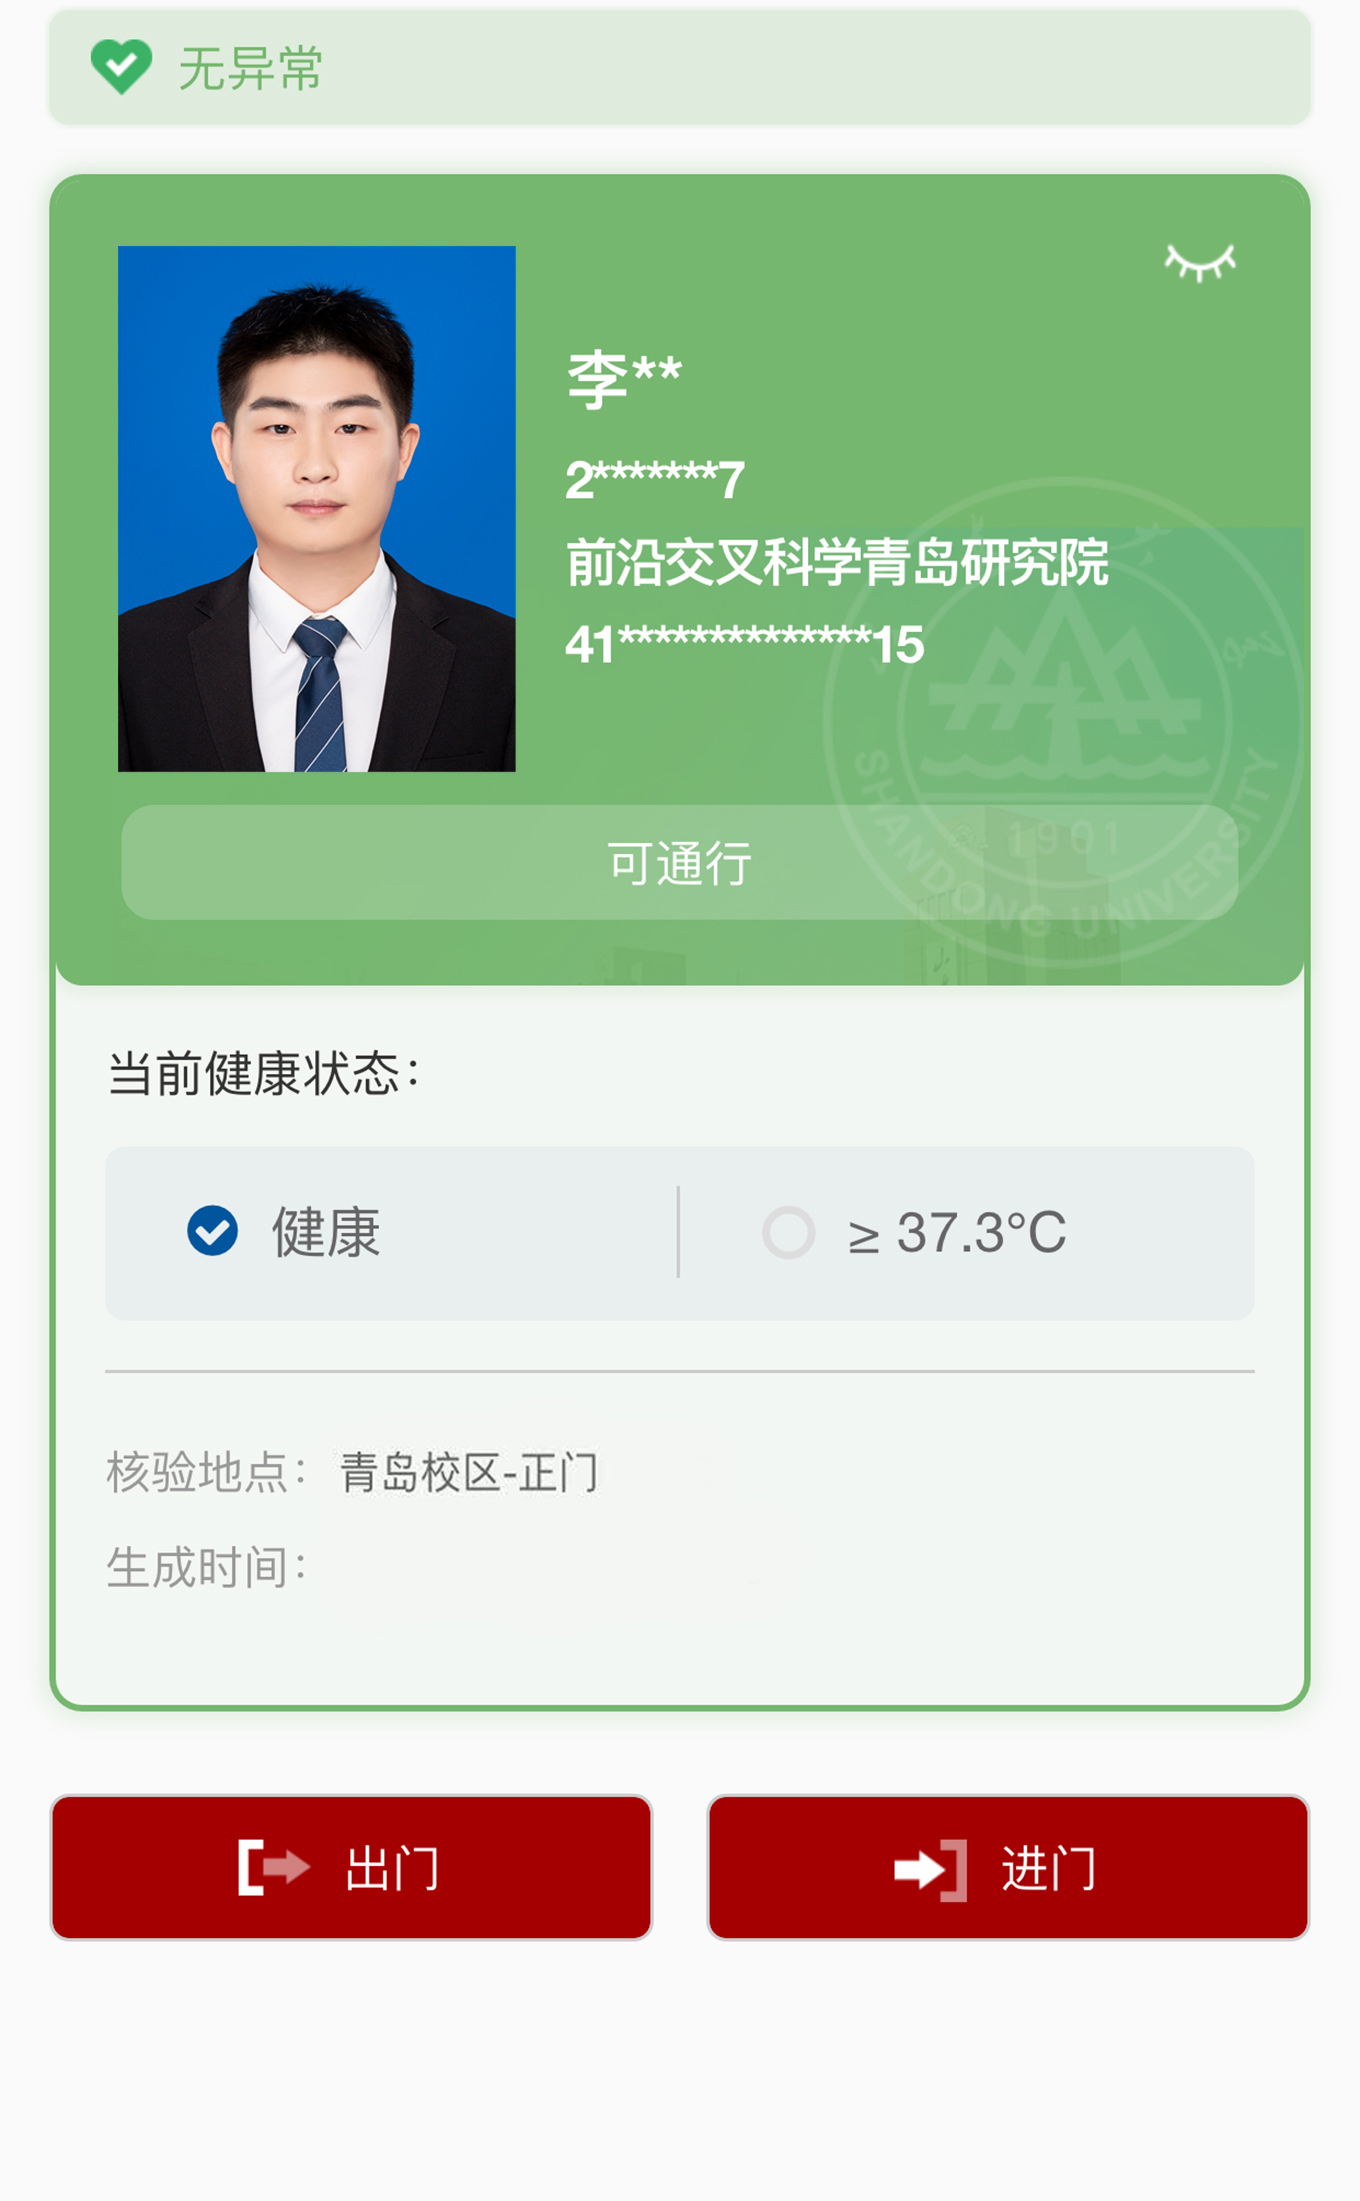 无异常
李**
2*******7
前沿交叉科学青岛研究院
41**************15
SHANDONG UNIVERSITY
1901
可通行
当前健康状态：
健康
≥ 37.3°C
核验地点： 青岛校区-正门
生成时间：
出门
进门